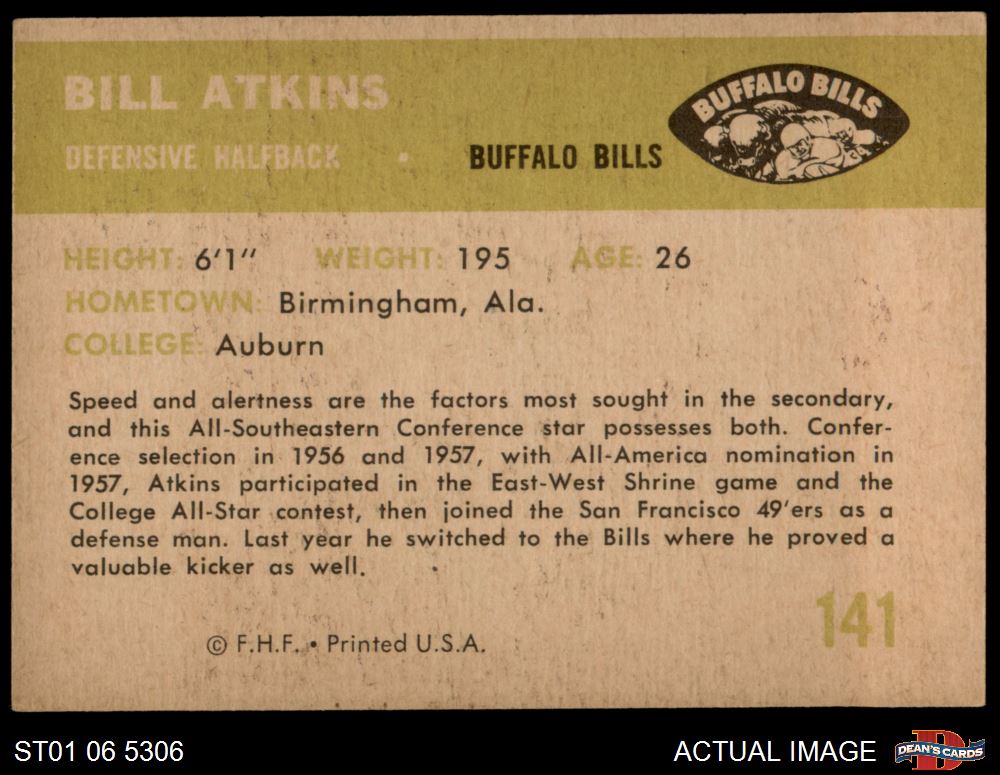 BILL ATKINS
DEFENSIVE HALFBACK • BUFFALO BILLS
BUFFALO BILLS
HEIGHT: 6'1" WEIGHT: 195 AGE: 26
HOMETOWN: Birmingham, Ala.
COLLEGE: Auburn
Speed and alertness are the factors most sought in the secondary,
and this All-Southeastern Conference star possesses both. Confer-
ence selection in 1956 and 1957, with All-America nomination in
1957, Atkins participated in the East-West Shrine game and the
College All-Star contest, then joined the San Francisco 49'ers as a
defense man. Last year he switched to the Bills where he proved a
valuable kicker as well.
141
© F.H.F. • Printed U.S.A.
ST01 06 5306
ACTUAL IMAGE
D
DEAN'S CARDS